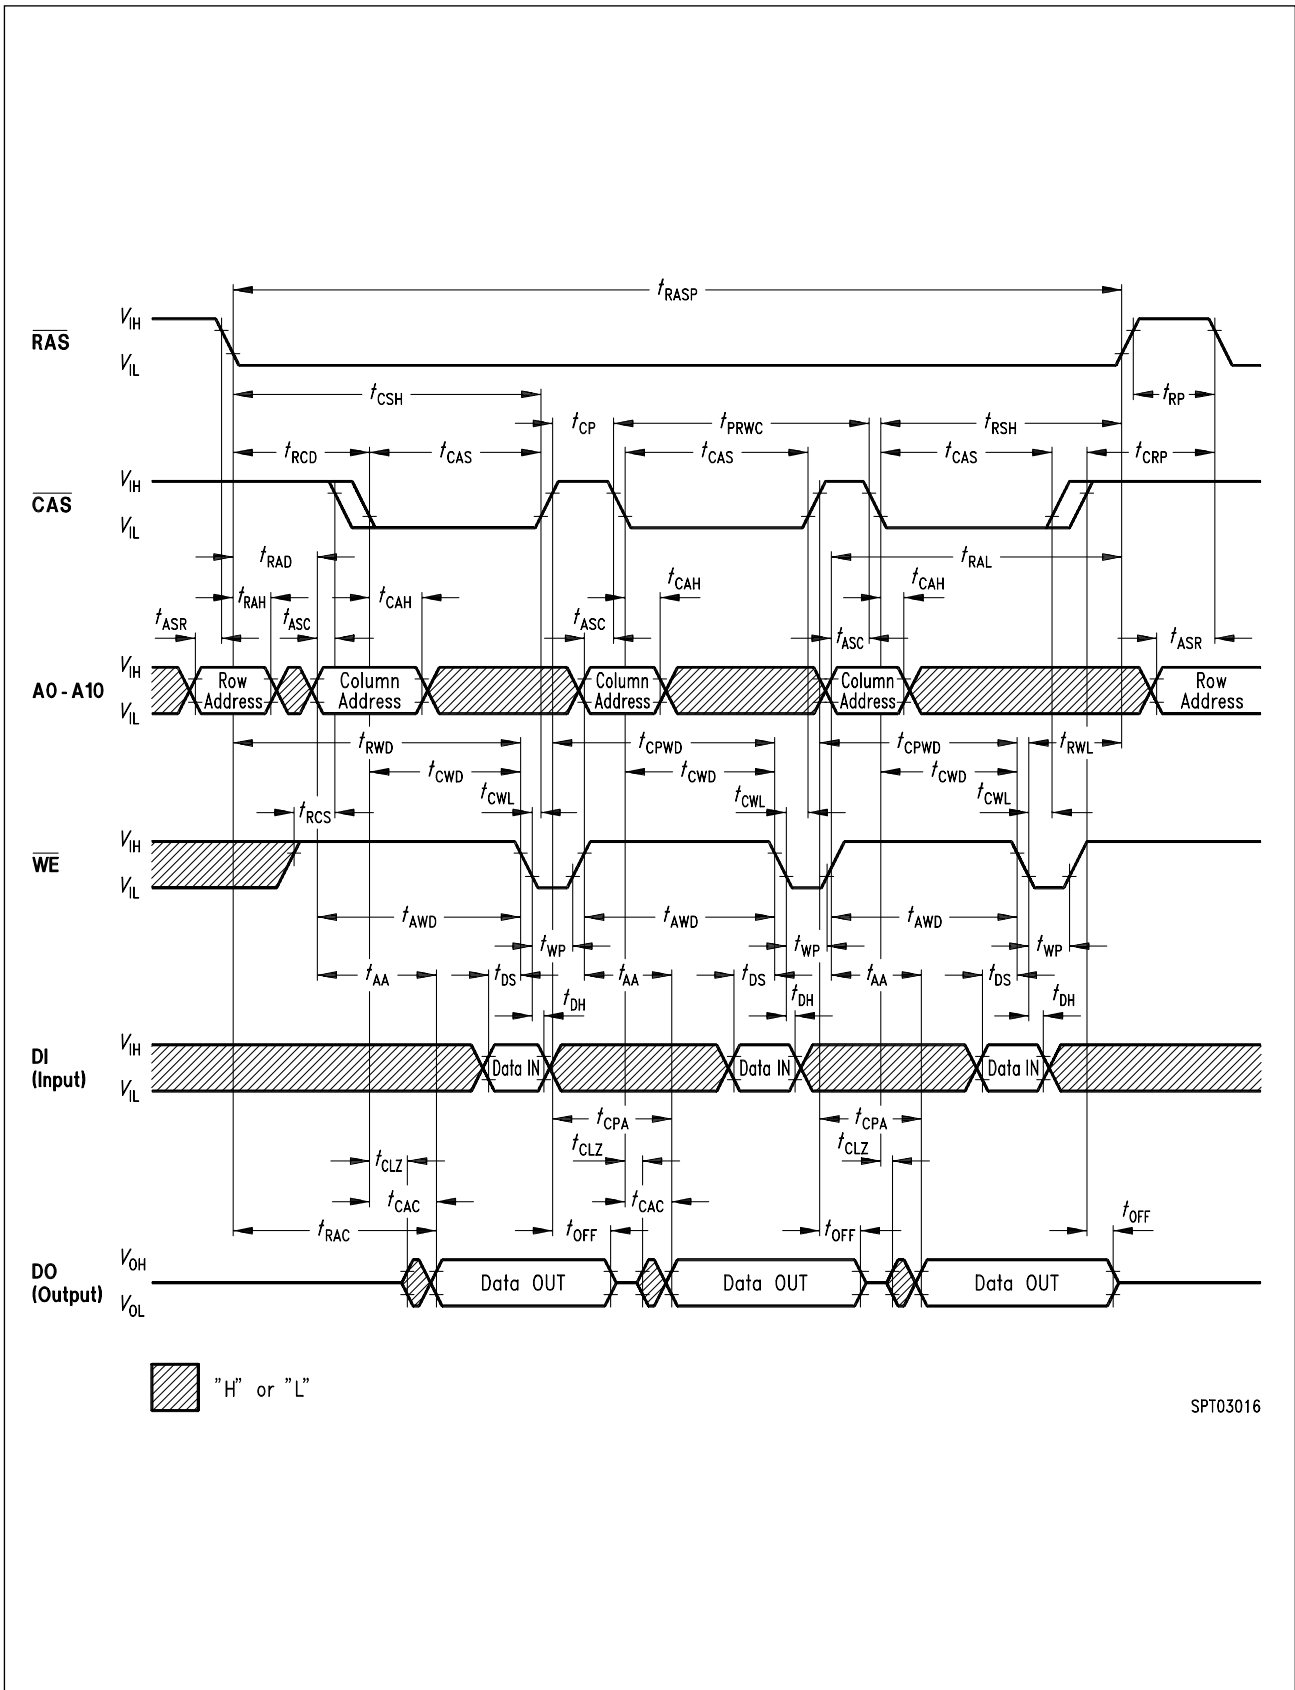 tRASP
VIH
RAS
VIL
tCSH
tRP
tCP
tPRWC
tRSH
tRCD
tCAS
tCAS
tCAS
tCRP
VIH
CAS
VIL
tRAD
tRAL
tRAH
tCAH
tCAH
tCAH
tASR
tASC
tASC
tASC
tASR
VIH
A0 - A10
VIL
Row Address
Column Address
Column Address
Column Address
Row Address
tRWD
tCPWD
tCPWD
tRWL
tCWD
tCWD
tCWD
tCWL
tCWL
tCWL
tRCS
VIH
WE
VIL
tAWD
tAWD
tAWD
tWP
tWP
tWP
tAA
tDS
tAA
tDS
tAA
tDS
tDH
tDH
tDH
VIH
DI
(Input)
VIL
Data IN
Data IN
Data IN
tCPA
tCPA
tCLZ
tCLZ
tCLZ
tCAC
tCAC
tRAC
tOFF
tOFF
tOFF
VOH
DO
(Output)
VOL
Data OUT
Data OUT
Data OUT
"H" or "L"
SPT03016